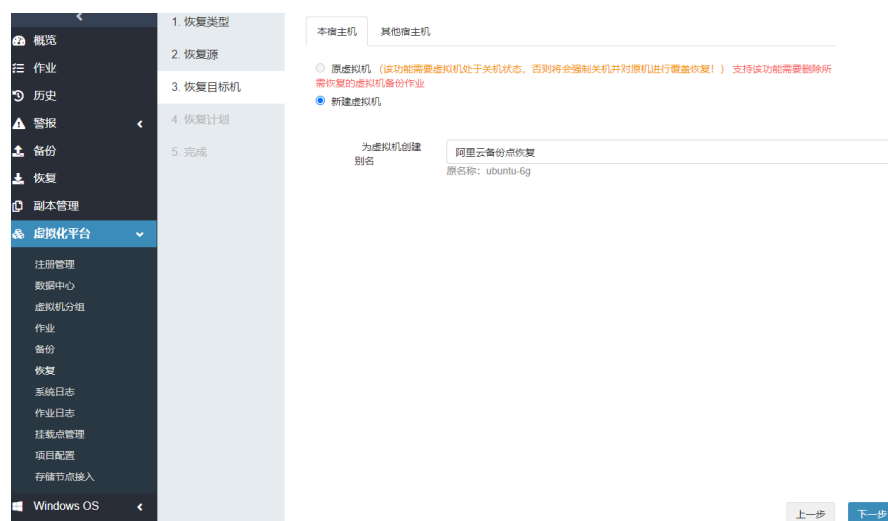 概览
作业
历史
警报
备份
恢复
副本管理
虚拟化平台
注册管理
数据中心
虚拟机分组
作业
备份
恢复
系统日志
作业日志
挂载点管理
项目配置
存储节点接入
Windows OS
1. 恢复类型
2. 恢复源
3. 恢复目标机
4. 恢复计划
5. 完成
本宿主机 其他宿主机
原虚拟机 (该功能需要虚拟机处于关机状态，否则将会强制关机并对原机进行覆盖恢复！) 支持该功能需要删除所
需恢复的虚拟机备份作业
新建虚拟机
为虚拟机创建 阿里云备份点恢复
别名
原名称：ubuntu-6g
上一步 下一步